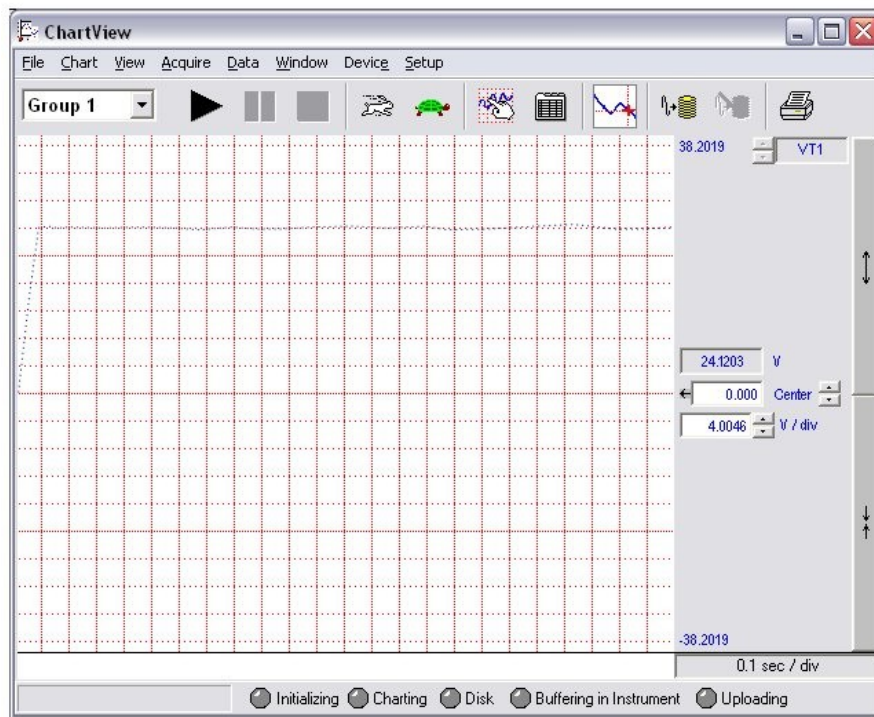 ChartView
File Chart View Acquire Data Window Device Setup
Group 1
38.2019 VT1
24.1203 V
0.000 Center
4.0046 V / div
-38.2019
0.1 sec / div
Initializing Charting Disk Buffering in Instrument Uploading